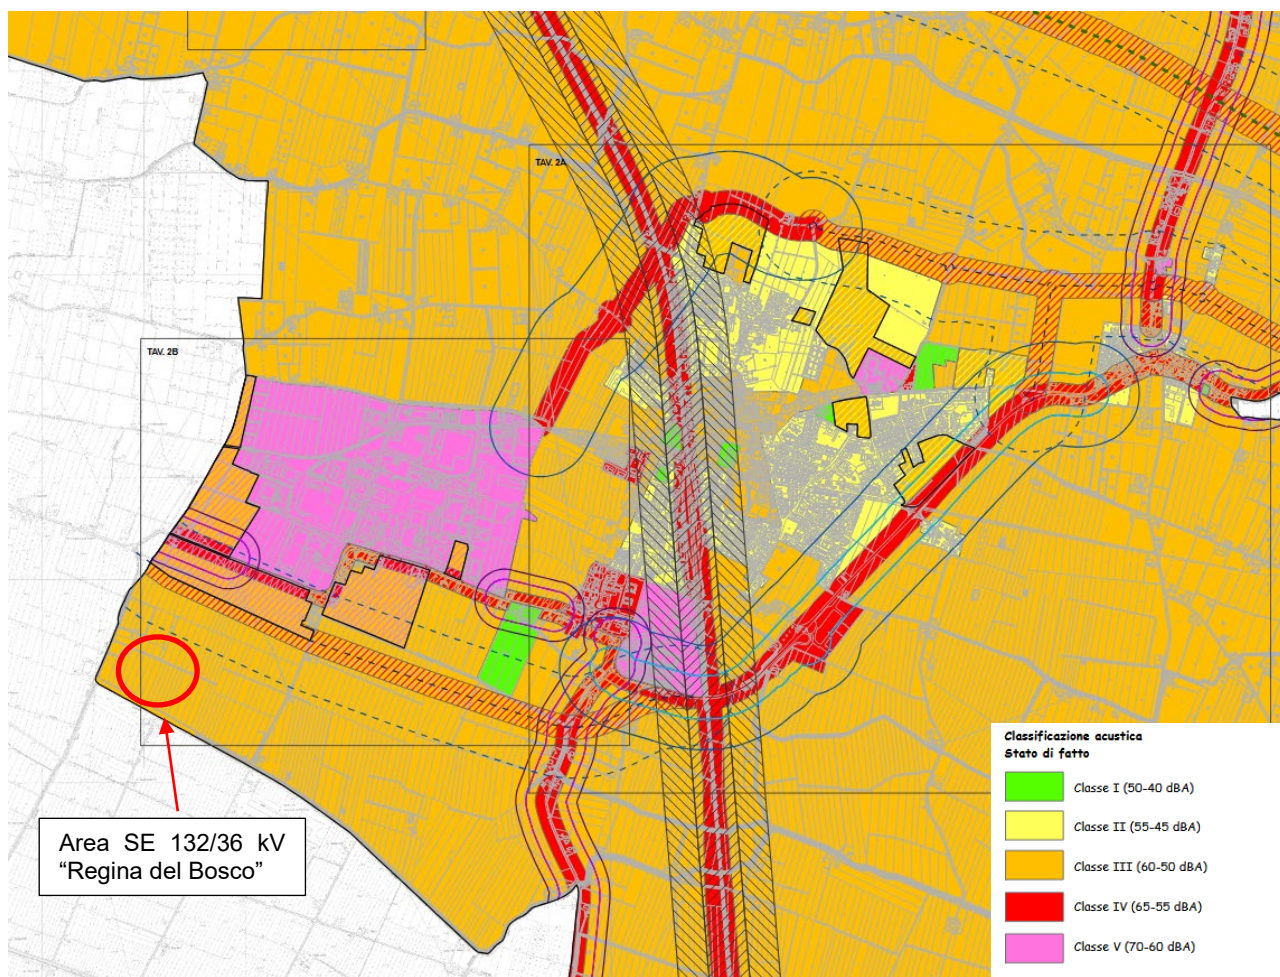 TAV. 2A
TAV. 2B
Area SE 132/36 kV
“Regina del Bosco”
Classificazione acustica
Stato di fatto
Classe I (50-40 dBA)
Classe II (55-45 dBA)
Classe III (60-50 dBA)
Classe IV (65-55 dBA)
Classe V (70-60 dBA)